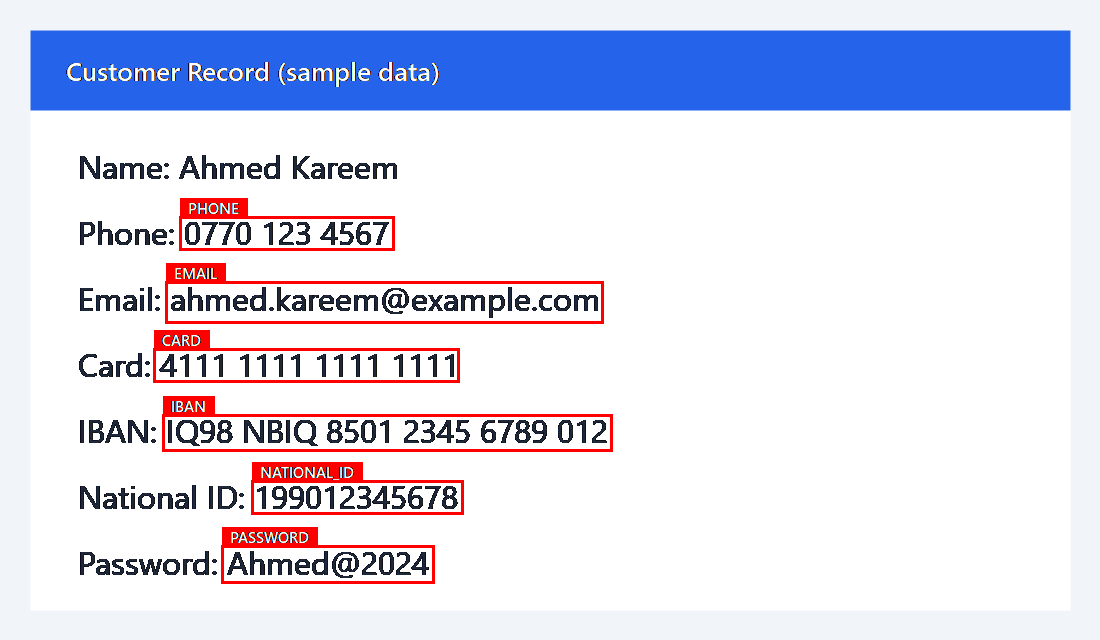 Customer Record (sample data)
Name: Ahmed Kareem
PHONE
Phone: 0770 123 4567
EMAIL
Email: ahmed.kareem@example.com
CARD
Card: 4111 1111 1111 1111
IBAN
IBAN: IQ98 NBIQ 8501 2345 6789 012
NATIONAL_ID
National ID: 199012345678
PASSWORD
Password: Ahmed@2024